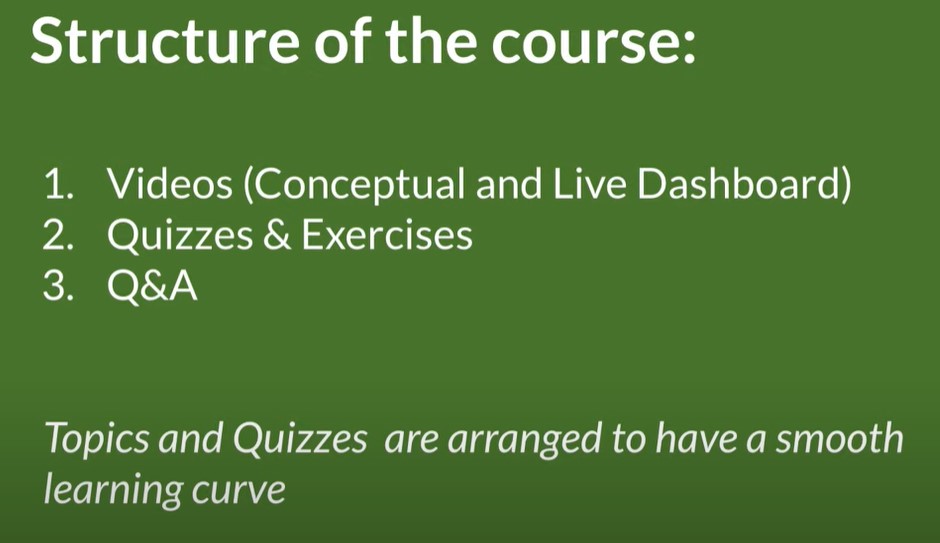 Structure of the course:
1. Videos (Conceptual and Live Dashboard)
2. Quizzes & Exercises
3. Q&A
Topics and Quizzes are arranged to have a smooth
learning curve